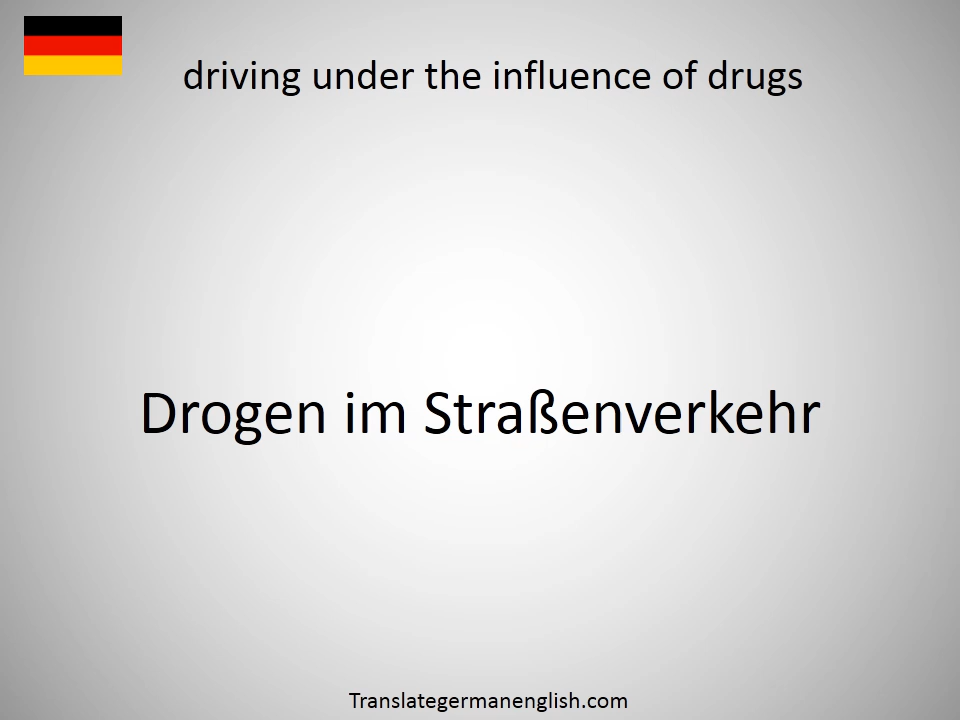 driving under the influence of drugs
Drogen im Straßenverkehr
Translategermanenglish.com